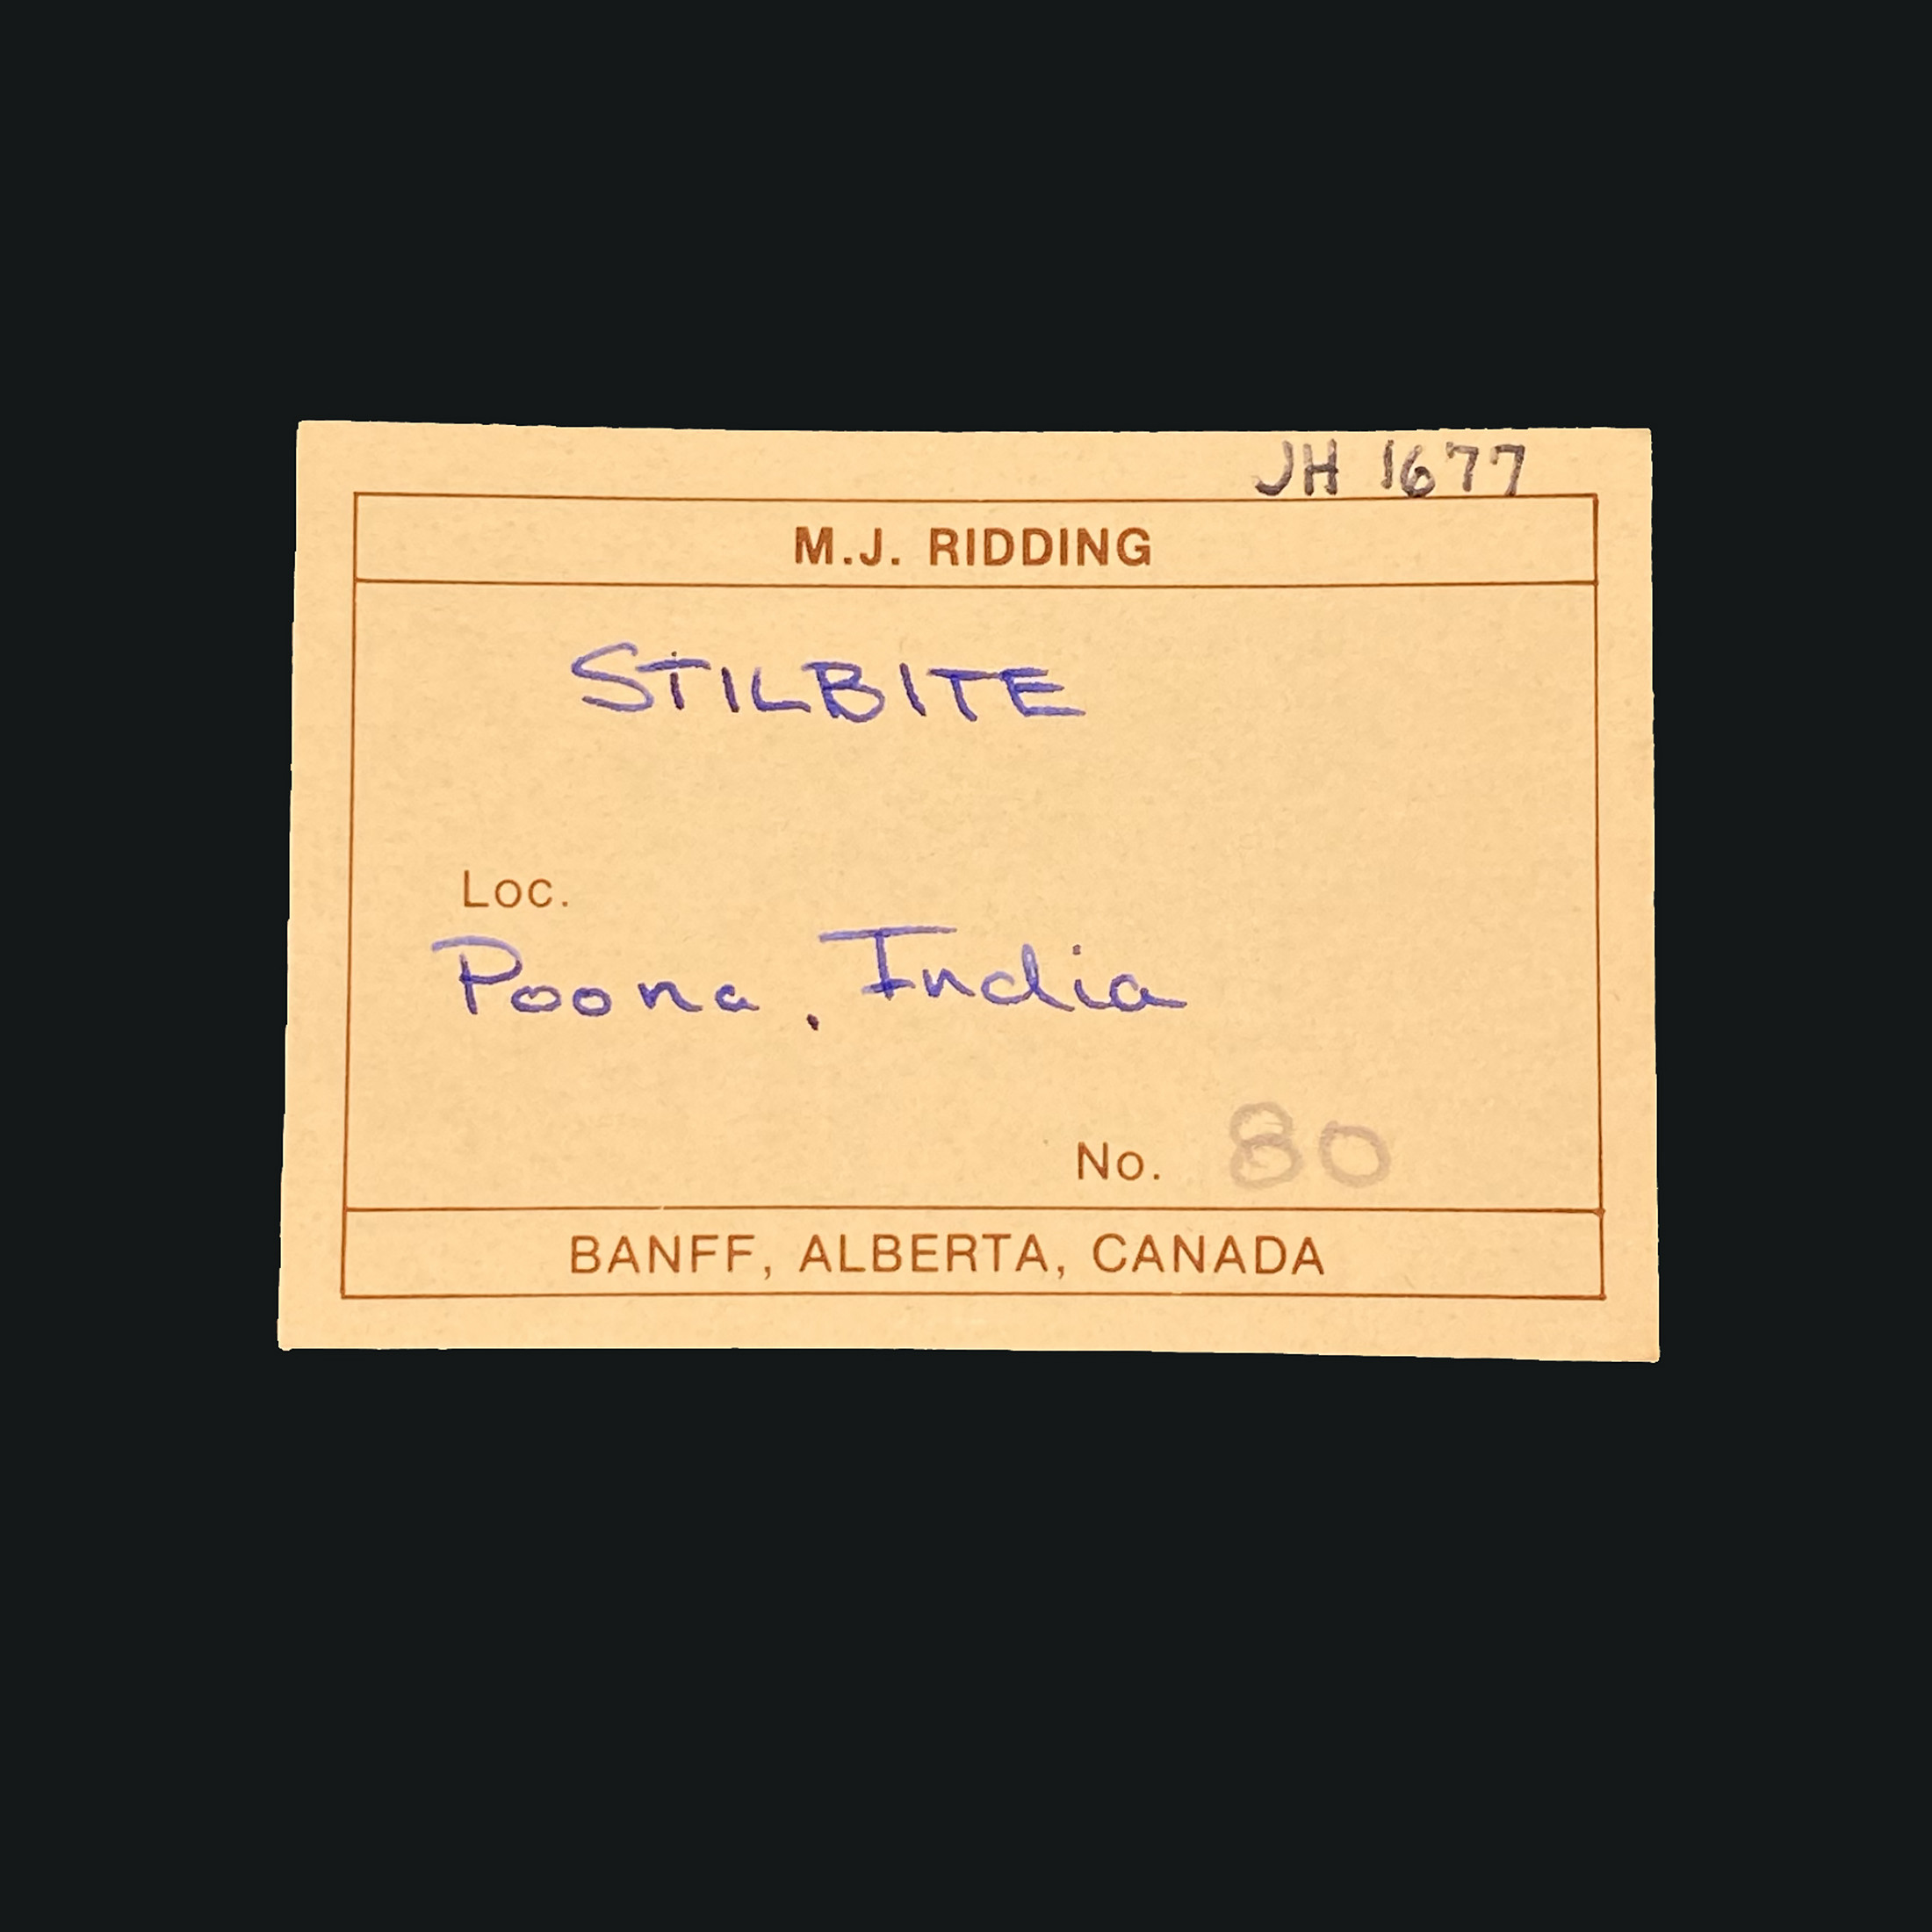 JH 1677
M.J. RIDDING
STILBITE
Loc.
Poona, India
No. 80
BANFF, ALBERTA, CANADA